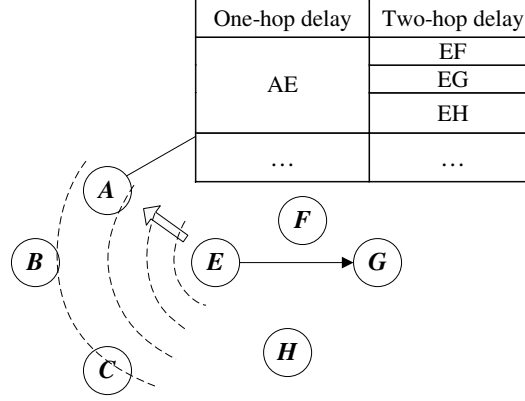 One-hop delay Two-hop delay
AE
EF
EG
EH
… …
A
F
B
E
G
H
C